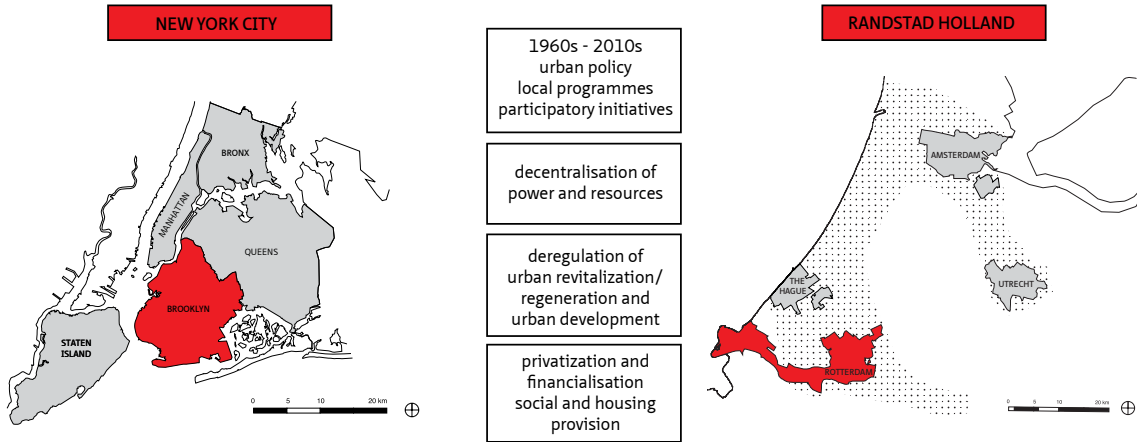 NEW YORK CITY
BRONX
MANHATTAN
QUEENS
BROOKLYN
STATEN
ISLAND
0 10 20 km
1960s - 2010s
urban policy
local programmes
participatory initiatives
decentralisation of
power and resources
deregulation of
urban revitalization/
regeneration and
urban development
privatization and
financialisation
social and housing
provision
RANDSTAD HOLLAND
AMSTERDAM
THE
HAGUE
UTRECHT
ROTTERDAM
0 10 20 km